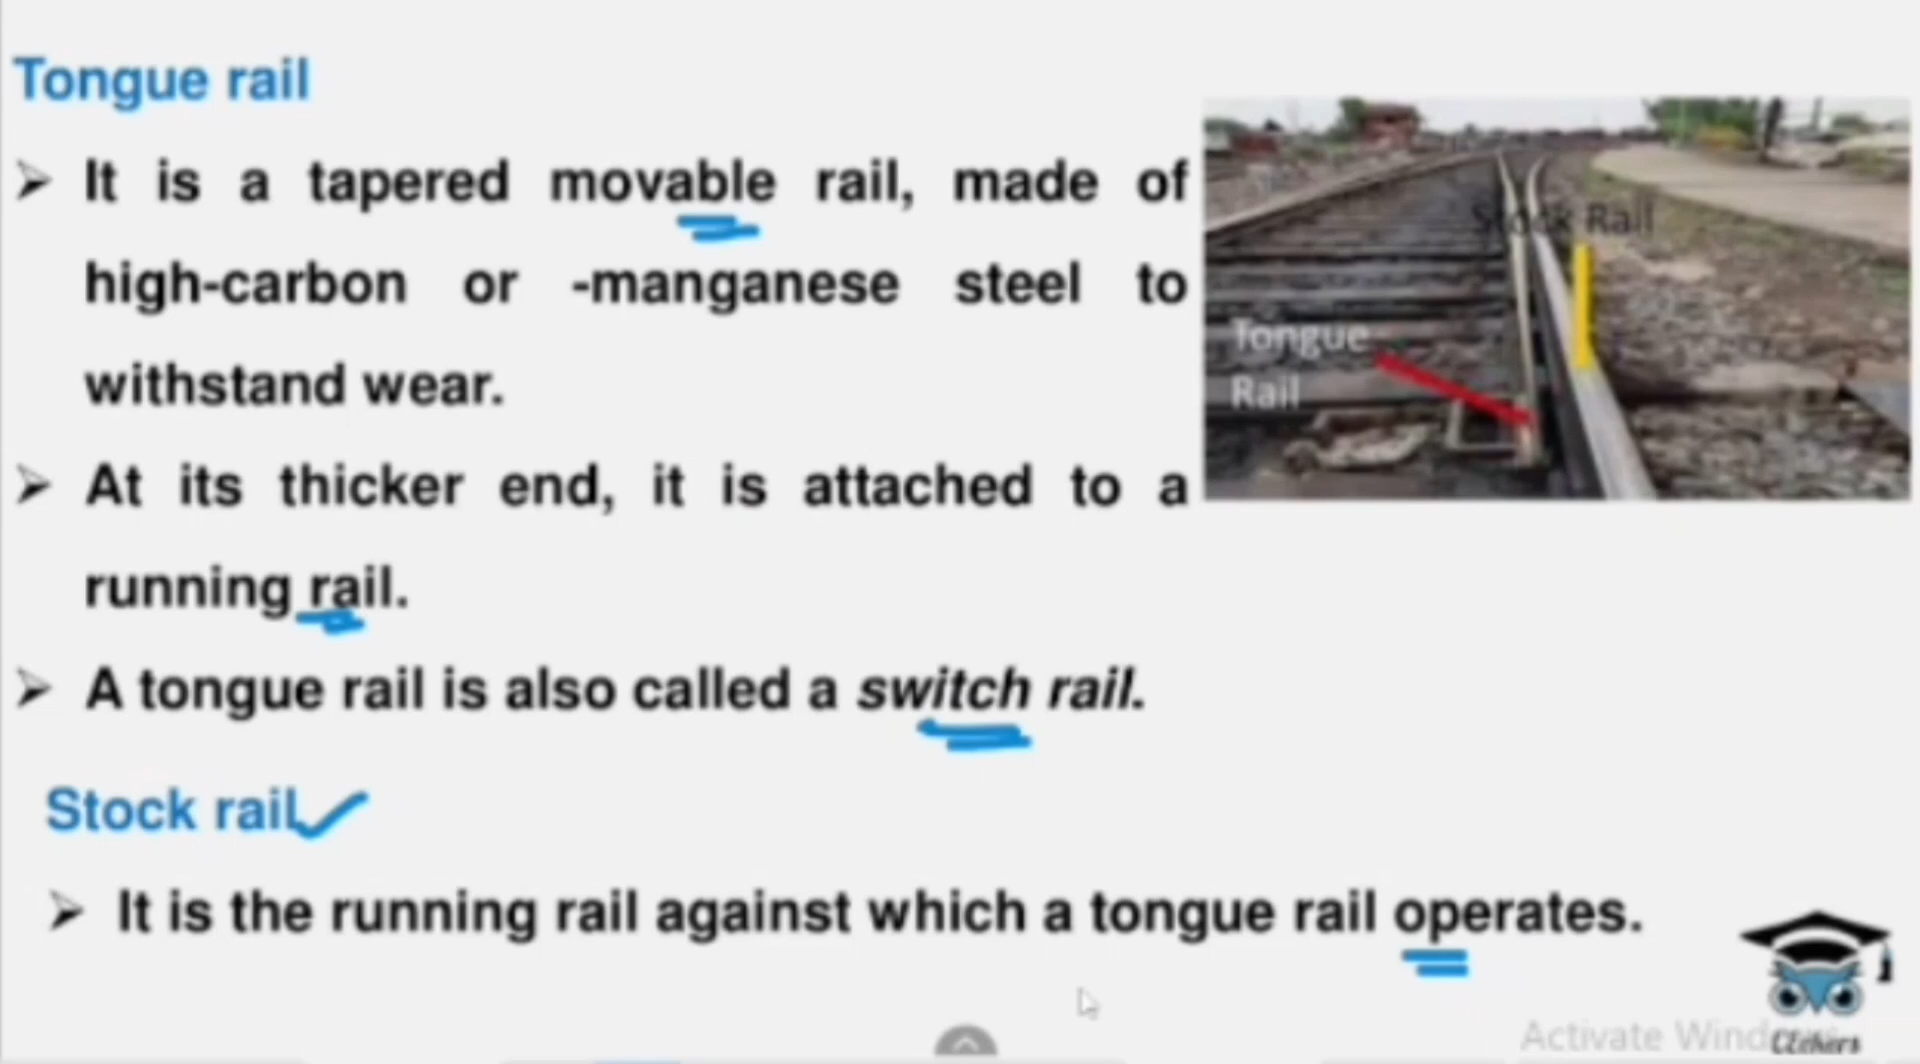 Tongue rail
➢ It is a tapered movable rail, made of
high-carbon or -manganese steel to
withstand wear.
➢ At its thicker end, it is attached to a
running rail.
➢ A tongue rail is also called a switch rail.
Stock Rail
Tongue
Rail
Stock rail
➢ It is the running rail against which a tongue rail operates.
Activate